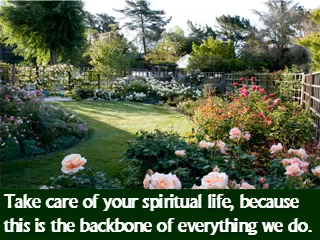 Take care of your spiritual life, because
this is the backbone of everything we do.